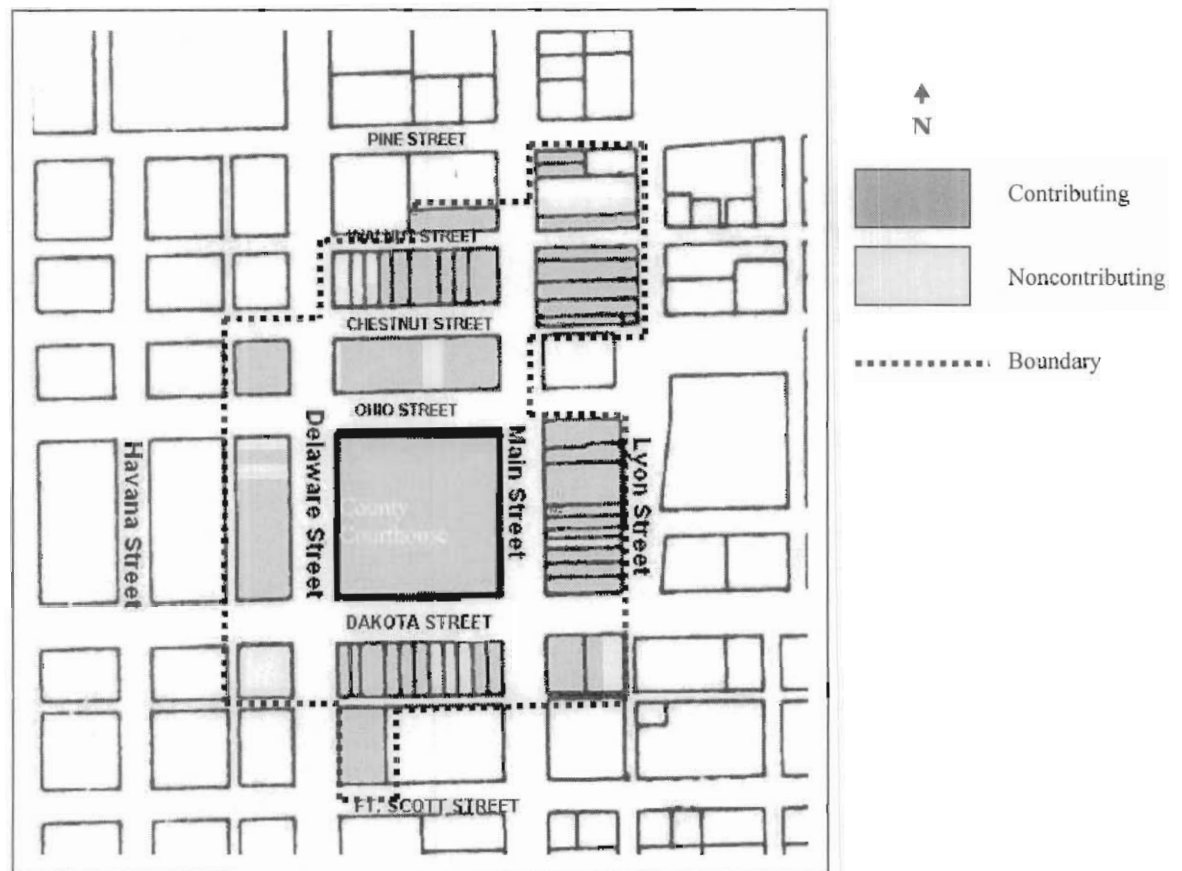 PINE STREET
WALNUT STREET
CHESTNUT STREET
OHIO STREET
Havana Street
Delaware Street
County
Courthouse
Main Street
Lyon Street
DAKOTA STREET
FT. SCOTT STREET
N
Contributing
Noncontributing
Boundary